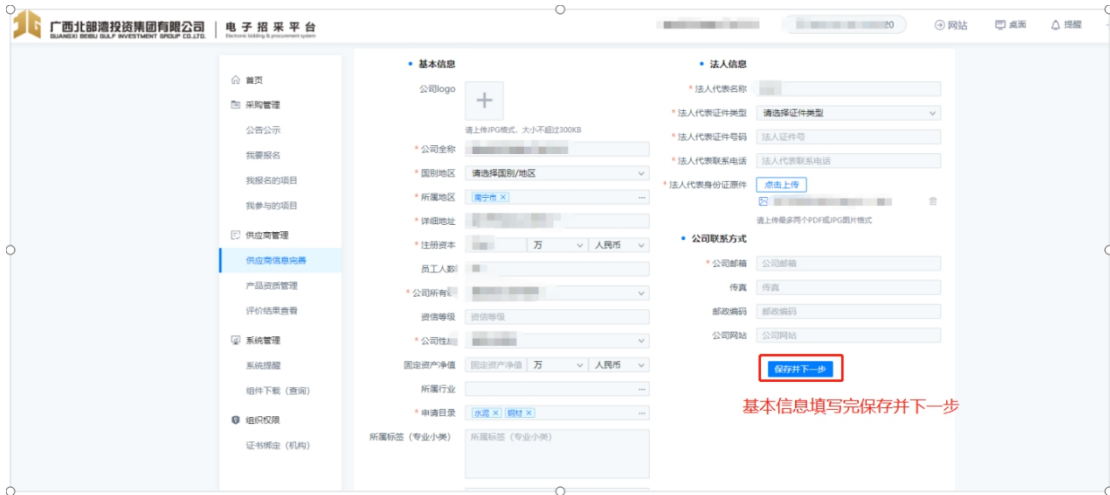 广西北部湾投资集团有限公司
GUANGXI BEIBU GULF INVESTMENT GROUP CO.,LTD.
电子招采平台
Electronic bidding & procurement system
20
网站
桌面
提醒
首页
采购管理
公告公示
我要报名
我报名的项目
我参与的项目
供应商管理
供应商信息完善
产品资质管理
评价结果查看
系统管理
系统提醒
组件下载（查询）
组织权限
证书绑定（机构）
基本信息
公司logo
请上传JPG格式，大小不超过300KB
* 公司全称
* 国别地区 请选择国别/地区
* 所属地区 南宁市 ×
* 详细地址
* 注册资本 万 人民币
员工人数
* 公司所有
资信等级 资信等级
* 公司性
固定资产净值 固定资产净值 万 人民币
所属行业
* 申请目录 水泥 × 钢材 ×
所属标签（专业小类） 所属标签（专业小类）
法人信息
* 法人代表名称
* 法人代表证件类型 请选择证件类型
* 法人代表证件号码 法人证件号
* 法人代表联系电话 法人代表联系电话
* 法人代表身份证原件 点击上传
请上传最多两个PDF或JPG图片格式
公司联系方式
* 公司邮箱 公司邮箱
传真 传真
邮政编码 邮政编码
公司网站 公司网站
保存并下一步
基本信息填写完保存并下一步